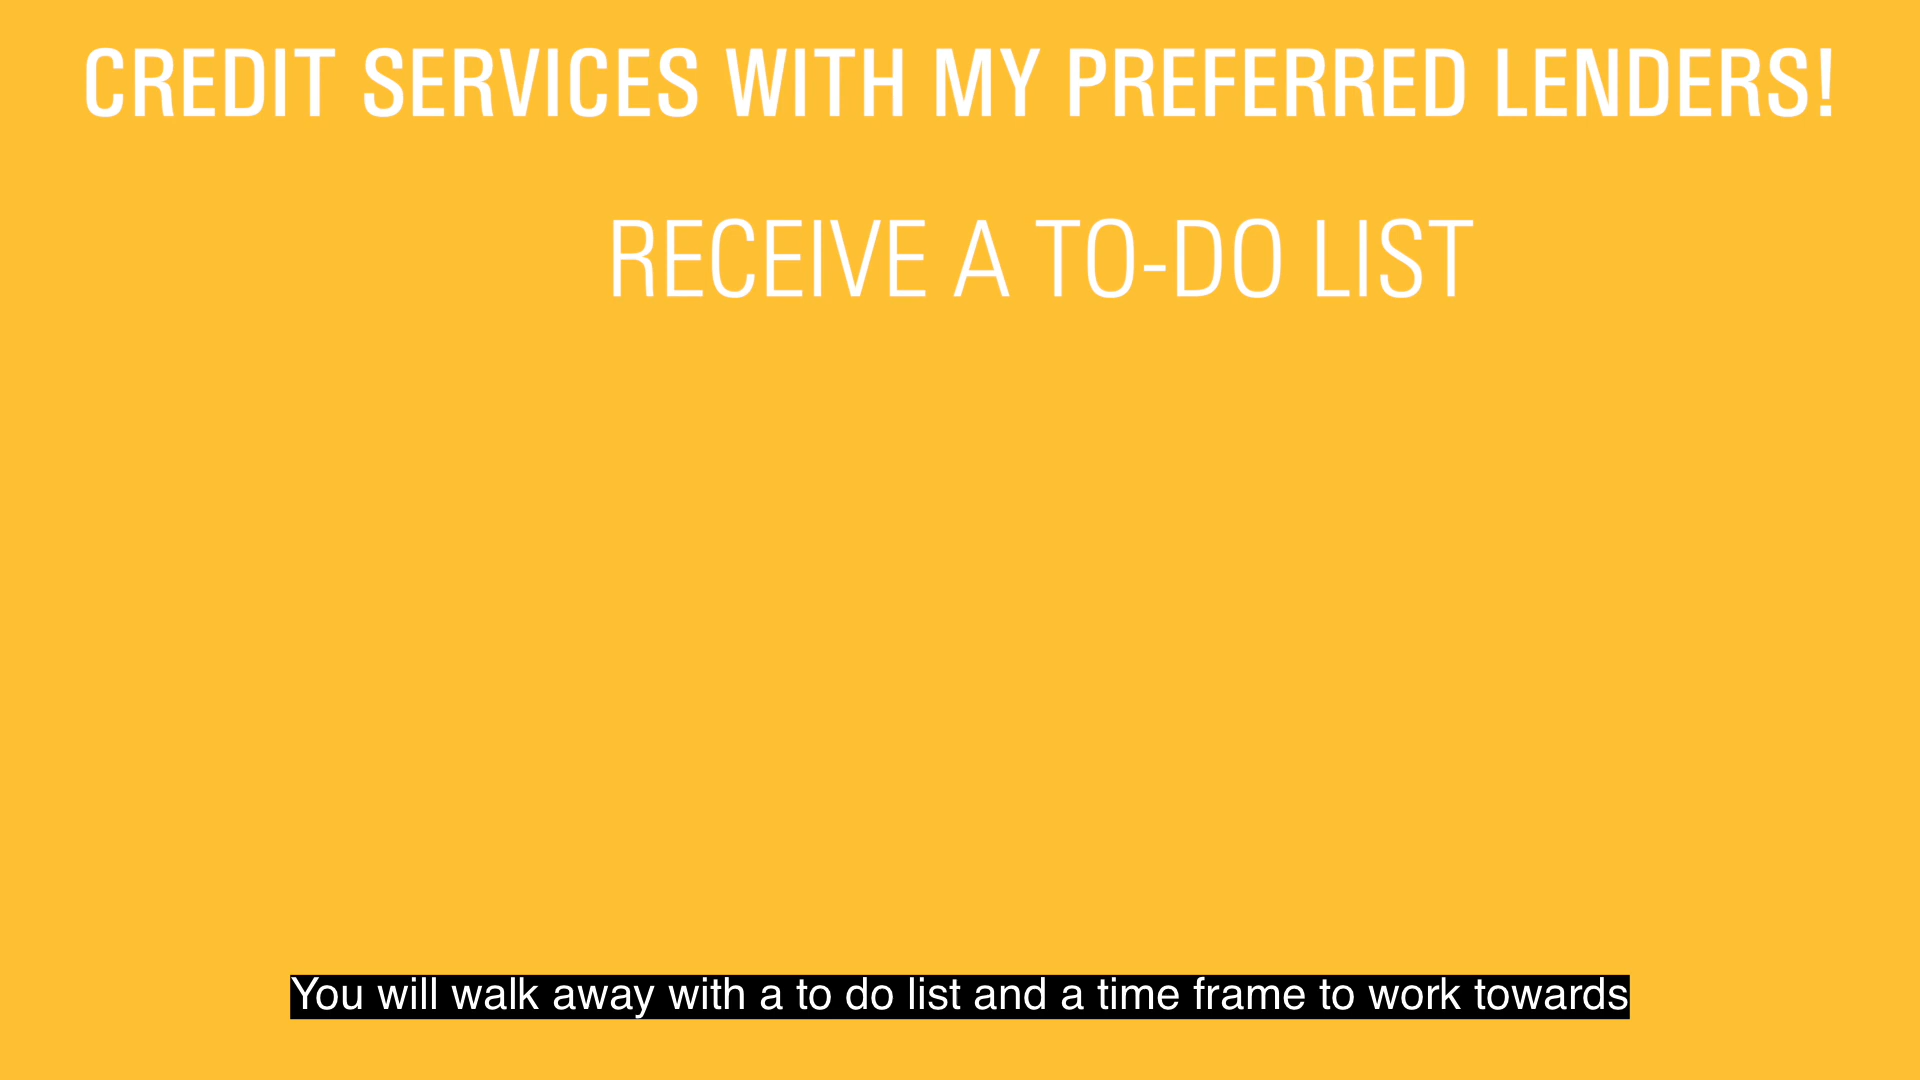 CREDIT SERVICES WITH MY PREFERRED LENDERS!
RECEIVE A TO-DO LIST
You will walk away with a to do list and a time frame to work towards